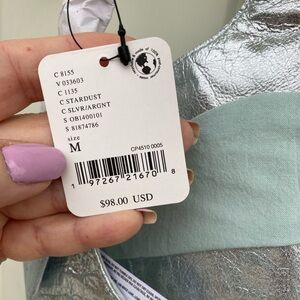 C 8155
V 033603
C 1135
C STARDUST
C SLVR/ARGNT
S OB1400101
S 81874786
size
M
CP4510 0005
1 97267 21670 8
$98.00 USD